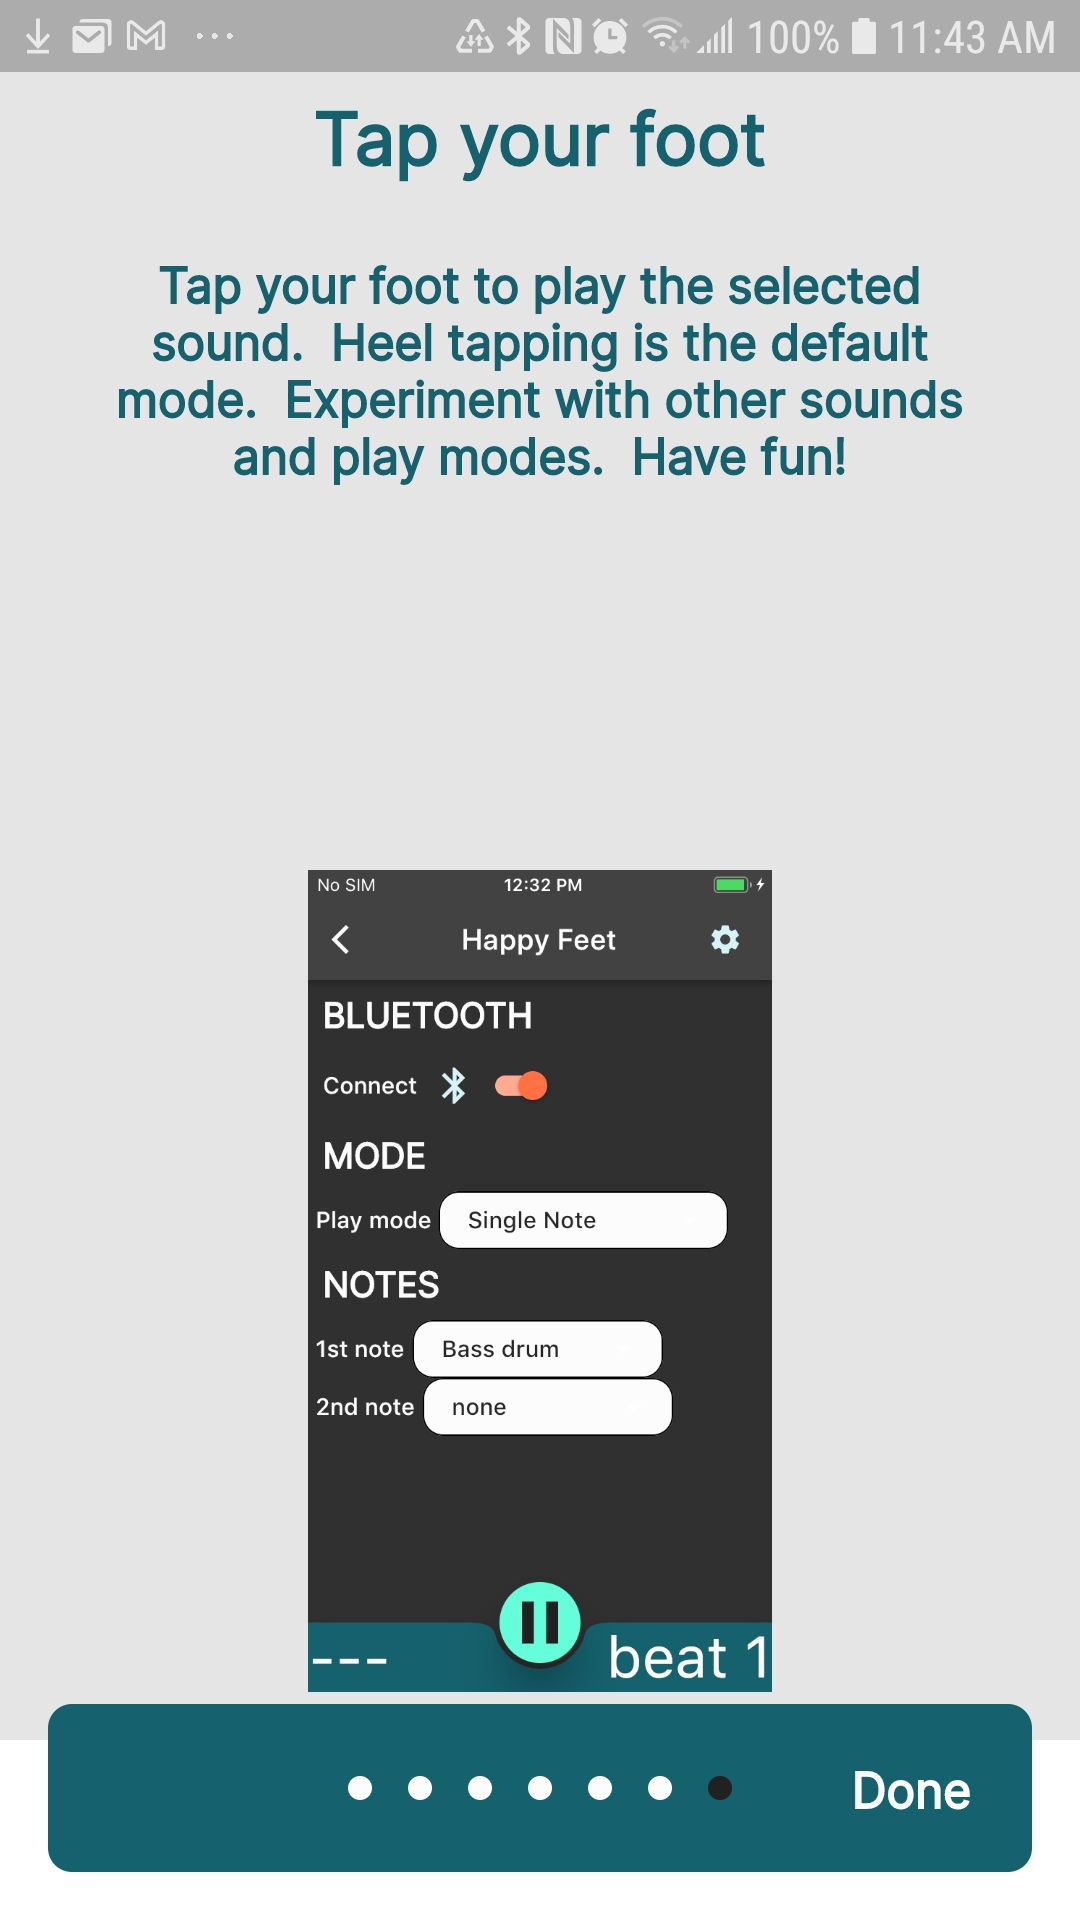 100% 11:43 AM
Tap your foot
Tap your foot to play the selected
sound.  Heel tapping is the default
mode.  Experiment with other sounds
and play modes.  Have fun!
No SIM 12:32 PM
Happy Feet
BLUETOOTH
Connect
MODE
Play mode Single Note
NOTES
1st note Bass drum
2nd note none
--- beat 1
Done